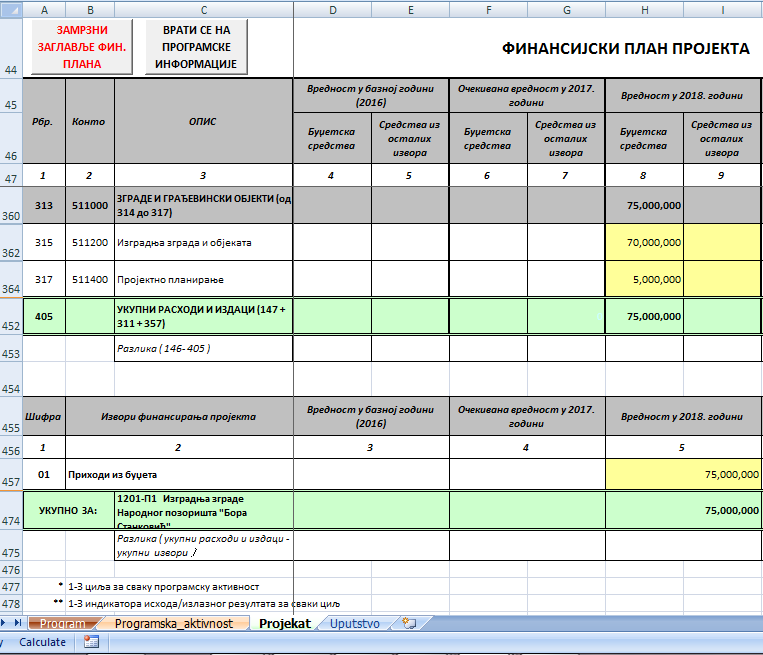 A B C D E F G H I
ЗАМРЗНИ
ЗАГЛАВЉЕ ФИН.
ПЛАНА
ВРАТИ СЕ НА
ПРОГРАМСКЕ
ИНФОРМАЦИЈЕ
ФИНАНСИЈСКИ ПЛАН ПРОЈЕКТА
44
Рбр.
Конто
ОПИС
Вредност у базној години
(2016)
Очекивана вредност у 2017.
години
Вредност у 2018. години
45
Буџетска
средства
Средства из
осталих
извора
Буџетска
средства
Средства из
осталих
извора
Буџетска
средства
Средства из
осталих
извора
46
47 1 2 3 4 5 6 7 8 9
360 313 511000 ЗГРАДЕ И ГРАЂЕВИНСКИ ОБЈЕКТИ (од
314 до 317) 75,000,000
362 315 511200 Изградња зграда и објеката 70,000,000
364 317 511400 Пројектно планирање 5,000,000
452 405 УКУПНИ РАСХОДИ И ИЗДАЦИ (147 +
311 + 357) 75,000,000
453 Разлика ( 146- 405 )
454
455 Шифра Извори финансирања пројекта
Вредност у базној години
(2016)
Очекивана вредност у 2017.
години
Вредност у 2018. години
456 1 2 3 4 5
457 01 Приходи из буџета 75,000,000
474 УКУПНО ЗА: 1201-П1 Изградња зграде
Народног позоришта "Бора
Станковић" 75,000,000
475 Разлика ( укупни расходи и издаци -
укупни извори )
476
477 * 1-3 циља за сваку програмску активност
478 ** 1-3 индикатора исхода/излазног резултата за сваки циљ
Program Programska_aktivnost Projekat Uputstvo
y Calculate